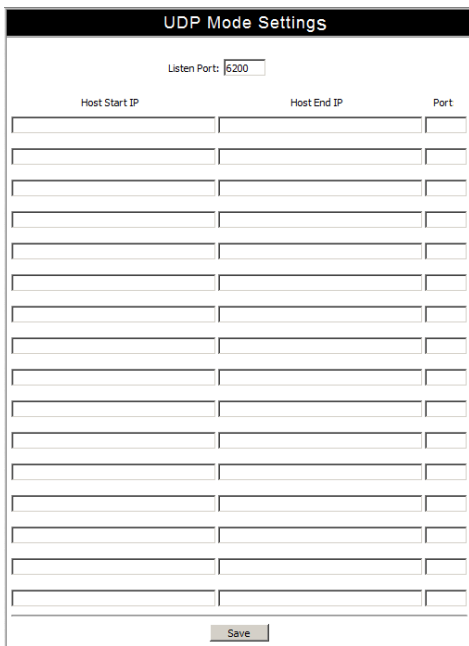 UDP Mode Settings
Listen Port: 6200
Host Start IP Host End IP Port
Save